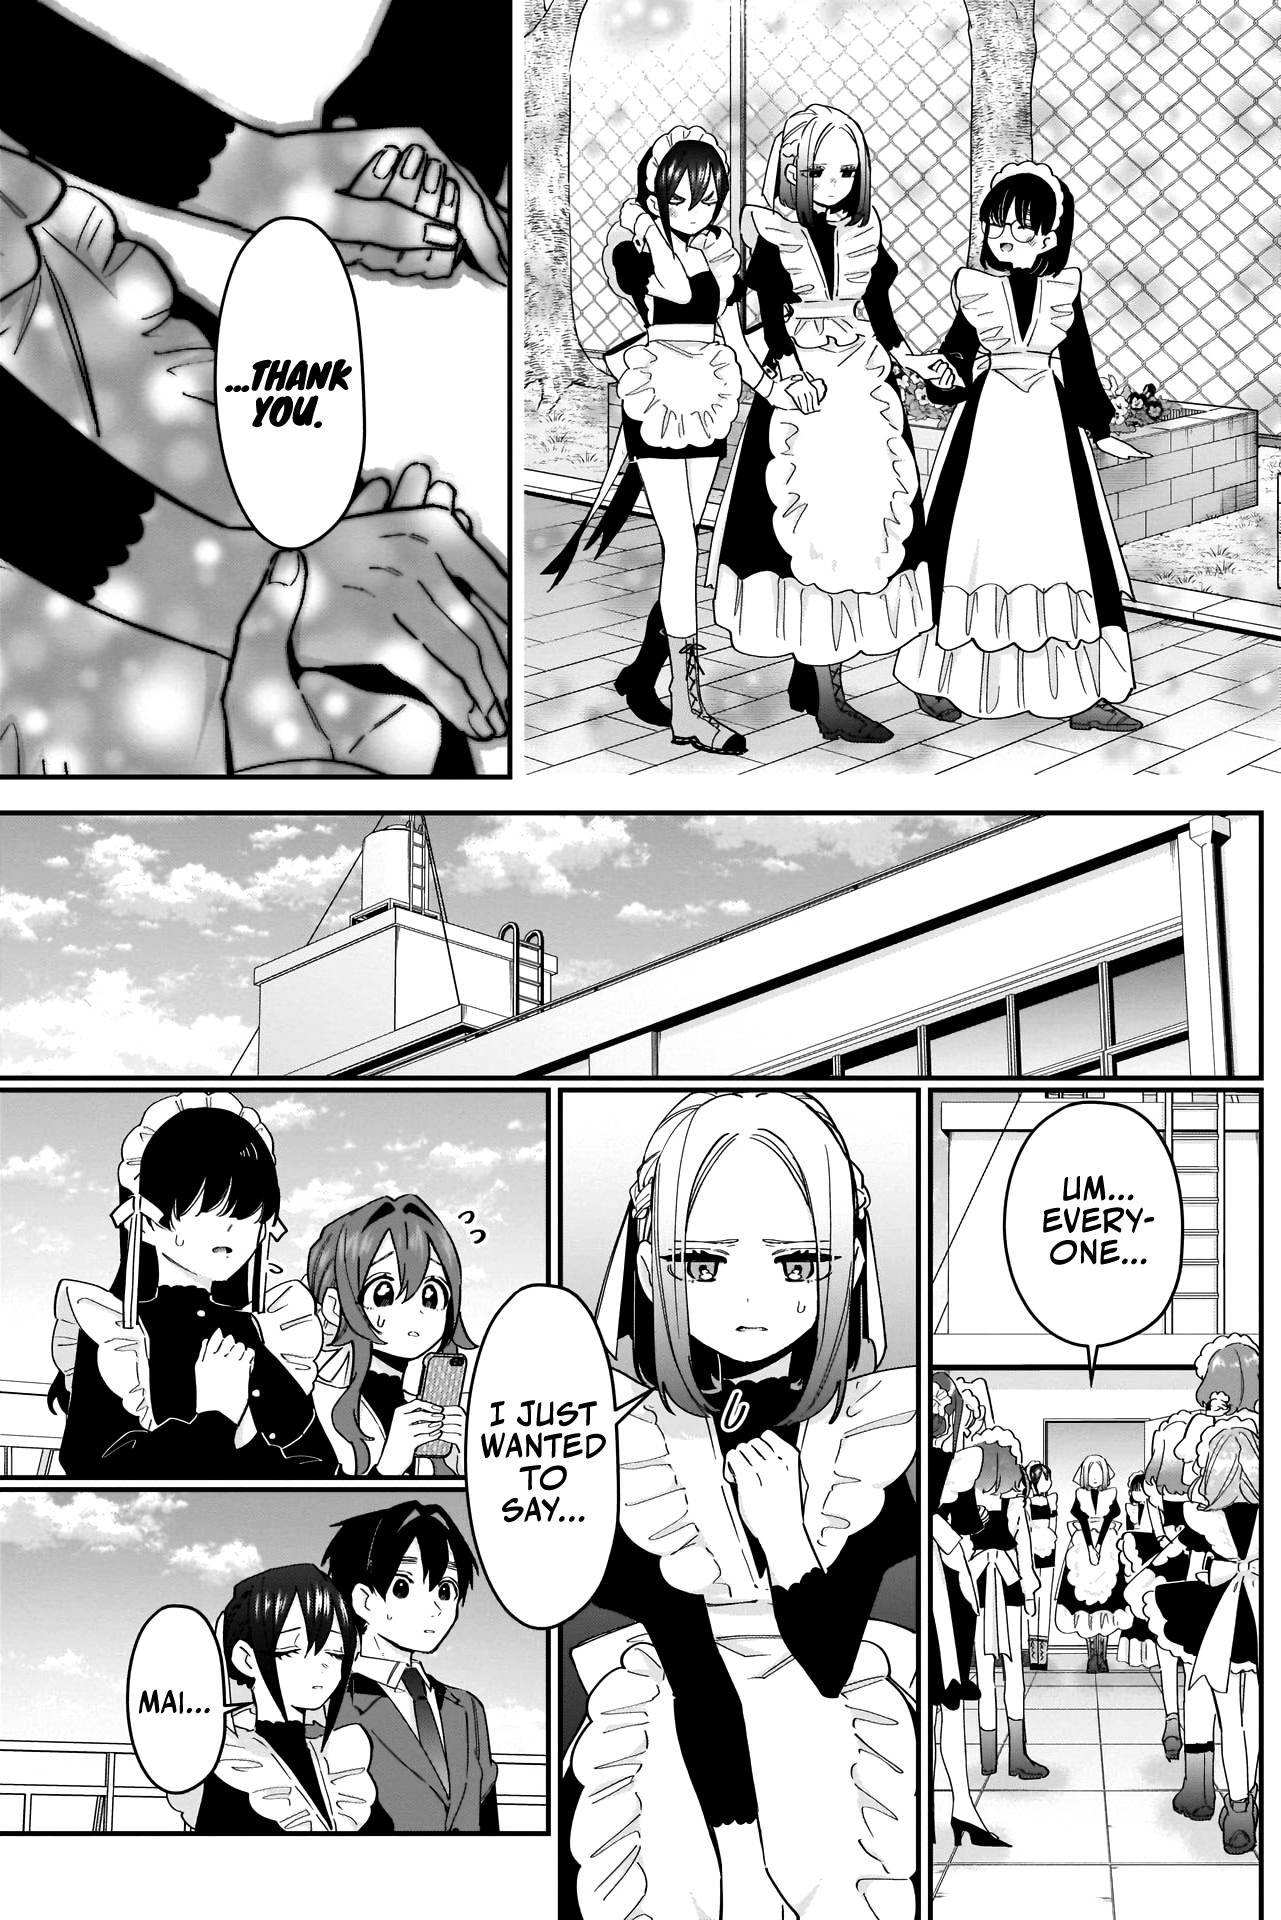 ...THANK
YOU.
UM...
EVERY-
ONE...
I JUST
WANTED
TO
SAY...
MAI...